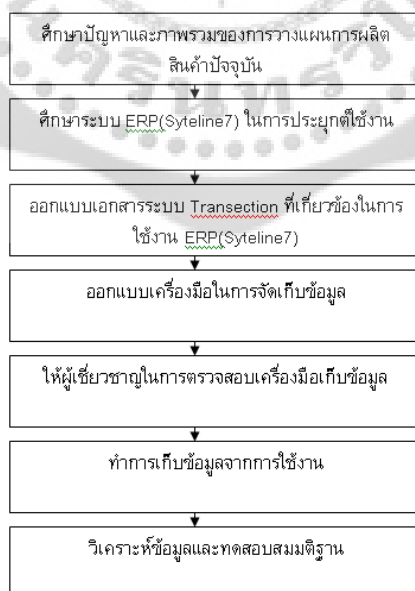 ศึกษาปัญหาและภาพรวมของการวางแผนการผลิต
สินค้าปัจจุบัน
ศึกษาระบบ ERP(Syteline7) ในการประยุกต์ใช้งาน
ออกแบบเอกสารระบบ Transection ที่เกี่ยวข้องในการ
ใช้งาน ERP(Syteline7)
ออกแบบเครื่องมือในการจัดเก็บข้อมูล
ให้ผู้เชี่ยวชาญในการตรวจสอบเครื่องมือเก็บข้อมูล
ทำการเก็บข้อมูลจากการใช้งาน
วิเคราะห์ข้อมูลและทดสอบสมมติฐาน